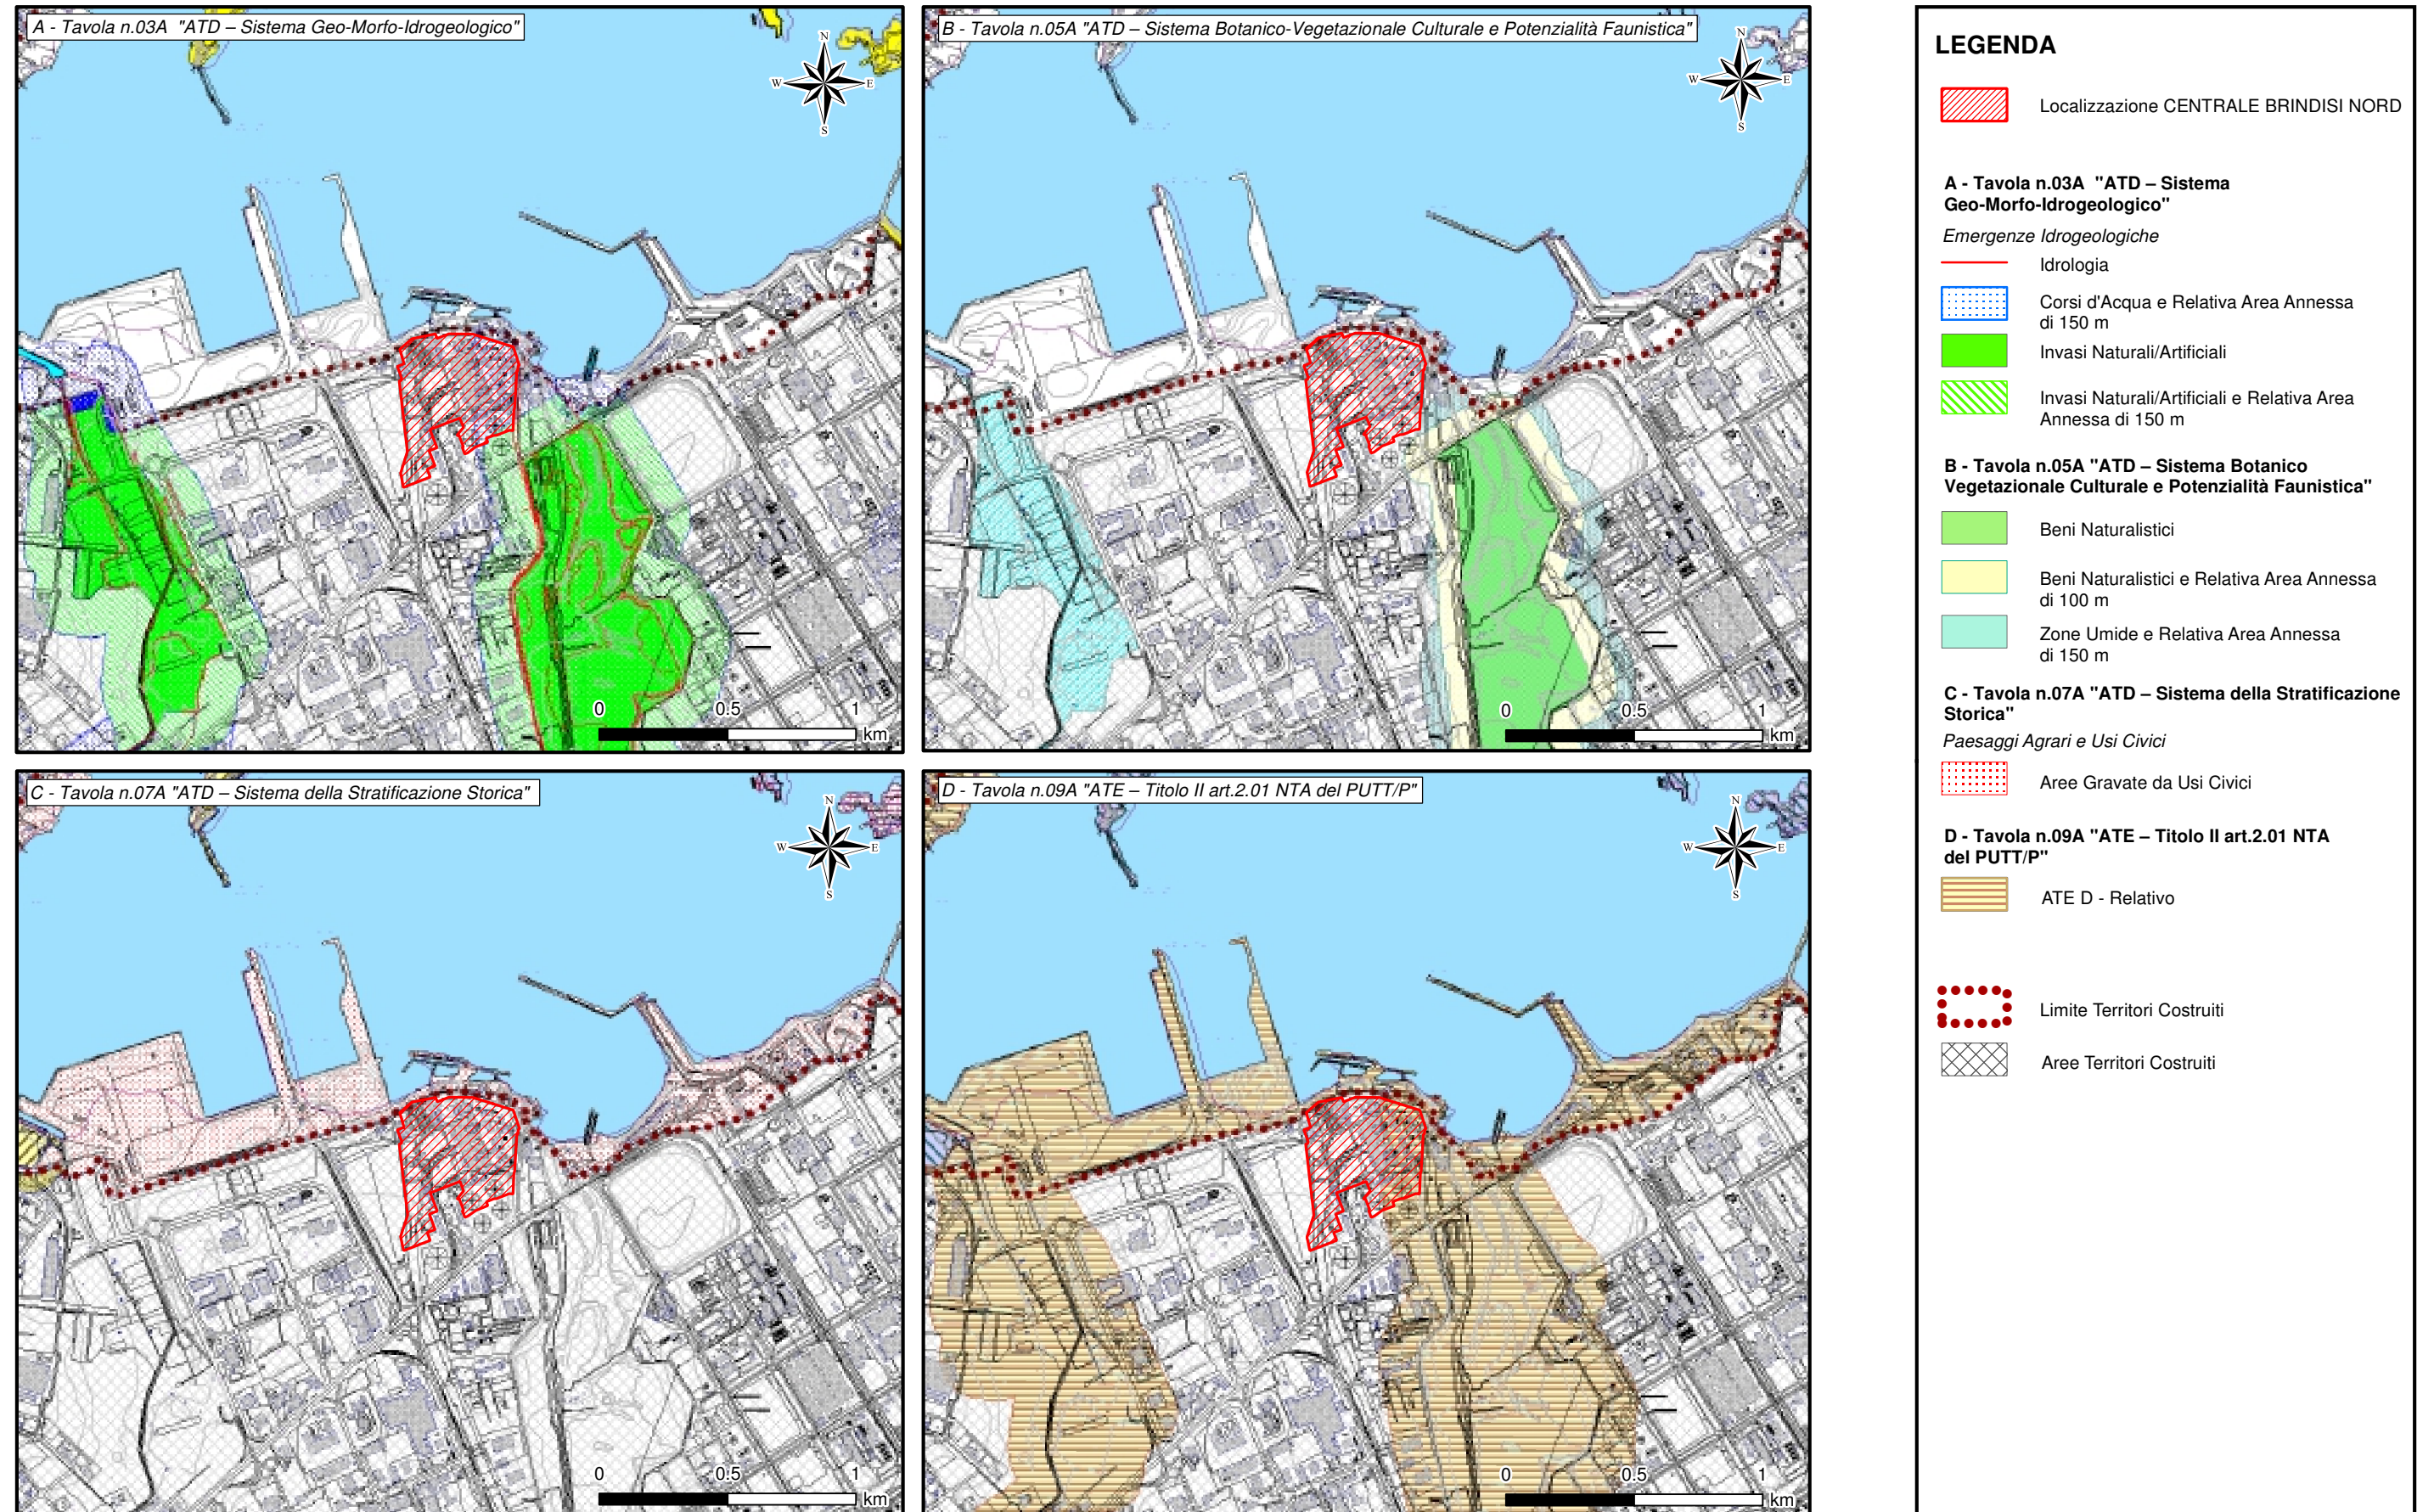 A - Tavola n.03A "ATD – Sistema Geo-Morfo-Idrogeologico"
N
W
E
S
0
0.5
1
km
B - Tavola n.05A "ATD – Sistema Botanico-Vegetazionale Culturale e Potenzialità Faunistica"
N
W
E
S
0
0.5
1
km
C - Tavola n.07A "ATD – Sistema della Stratificazione Storica"
N
W
E
S
0
0.5
1
km
D - Tavola n.09A "ATE – Titolo II art.2.01 NTA del PUTT/P"
N
W
E
S
0
0.5
1
km
LEGENDA
Localizzazione CENTRALE BRINDISI NORD
A - Tavola n.03A "ATD – Sistema
Geo-Morfo-Idrogeologico"
Emergenze Idrogeologiche
Idrologia
Corsi d'Acqua e Relativa Area Annessa
di 150 m
Invasi Naturali/Artificiali
Invasi Naturali/Artificiali e Relativa Area
Annessa di 150 m
B - Tavola n.05A "ATD – Sistema Botanico
Vegetazionale Culturale e Potenzialità Faunistica"
Beni Naturalistici
Beni Naturalistici e Relativa Area Annessa
di 100 m
Zone Umide e Relativa Area Annessa
di 150 m
C - Tavola n.07A "ATD – Sistema della Stratificazione
Storica"
Paesaggi Agrari e Usi Civici
Aree Gravate da Usi Civici
D - Tavola n.09A "ATE – Titolo II art.2.01 NTA
del PUTT/P"
ATE D - Relativo
Limite Territori Costruiti
Aree Territori Costruiti